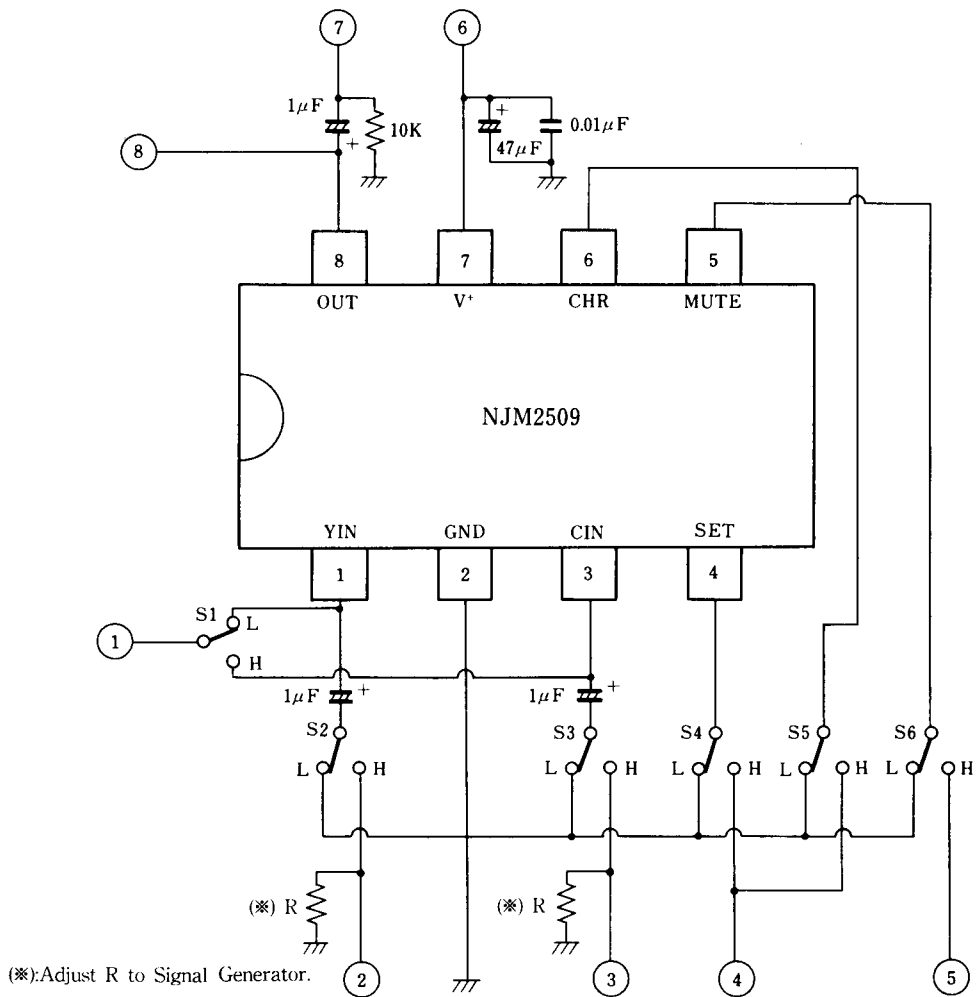 7 6
1μF
10K
+
+
47μF
0.01μF
8
8 7 6 5
OUT V⁺ CHR MUTE
NJM2509
YIN GND CIN SET
1 2 3 4
1
S1
L
H
1μF +
1μF +
S2 S3 S4 S5 S6
L H L H L H L H L H
(※) R
(※) R
(※):Adjust R to Signal Generator.
2 3 4 5